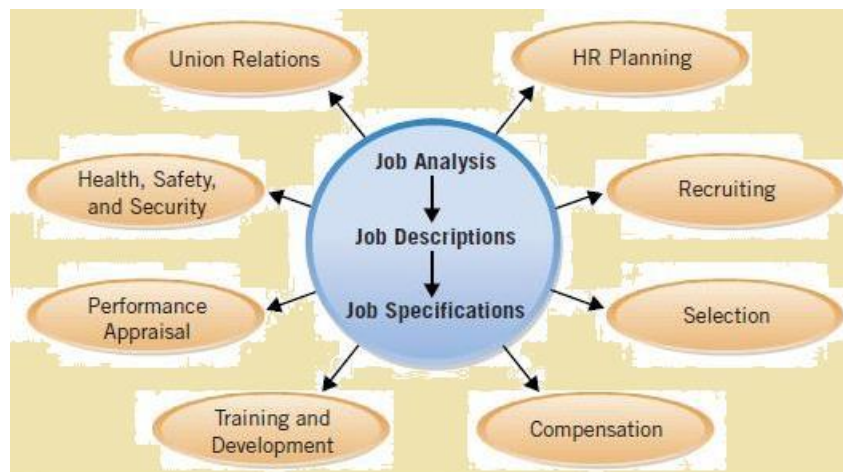 Union Relations
HR Planning
Job Analysis
Health, Safety,
and Security
Recruiting
Job Descriptions
Performance
Appraisal
Job Specifications
Selection
Training and
Development
Compensation